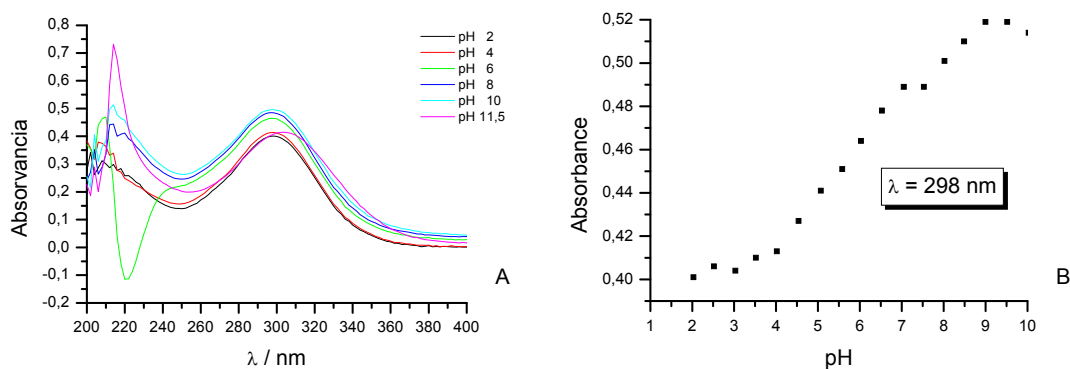 0,8
0,7
0,6
0,5
0,4
0,3
0,2
0,1
0,0
-0,1
-0,2
Absorvancia
200 220 240 260 280 300 320 340 360 380 400
λ / nm
pH 2
pH 4
pH 6
pH 8
pH 10
pH 11,5
A
0,52
0,50
0,48
0,46
0,44
0,42
0,40
Absorbance
1 2 3 4 5 6 7 8 9 10
pH
λ = 298 nm
B